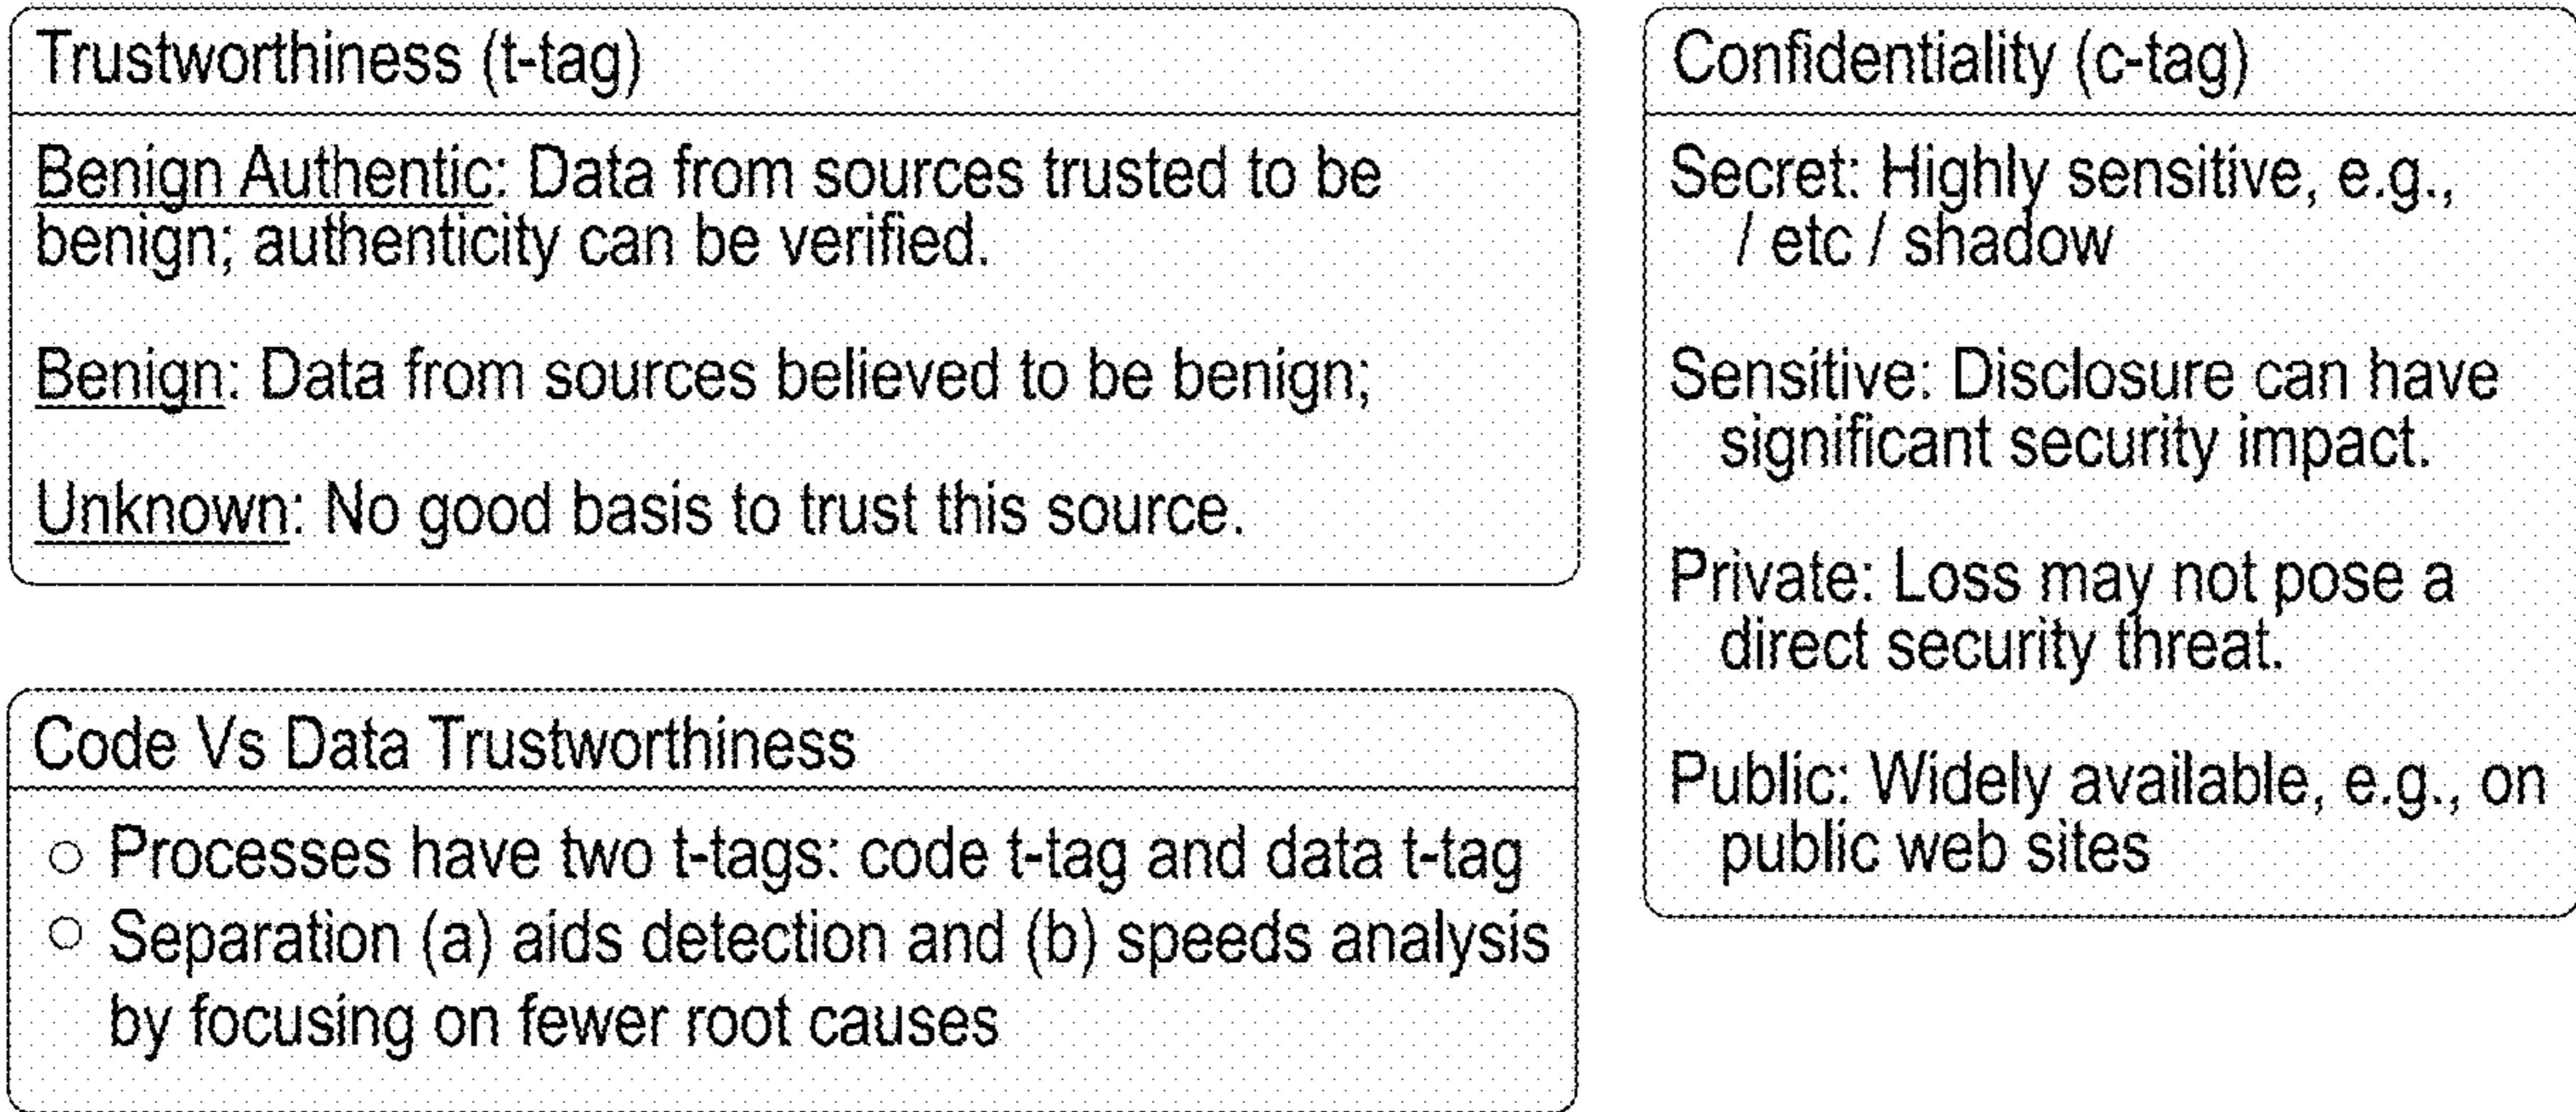 Trustworthiness (t-tag)
Benign Authentic: Data from sources trusted to be
benign; authenticity can be verified.
Benign: Data from sources believed to be benign;
Unknown: No good basis to trust this source.
Code Vs Data Trustworthiness
○ Processes have two t-tags: code t-tag and data t-tag
○ Separation (a) aids detection and (b) speeds analysis
by focusing on fewer root causes
Confidentiality (c-tag)
Secret: Highly sensitive, e.g.,
/ etc / shadow
Sensitive: Disclosure can have
significant security impact.
Private: Loss may not pose a
direct security threat.
Public: Widely available, e.g., on
public web sites